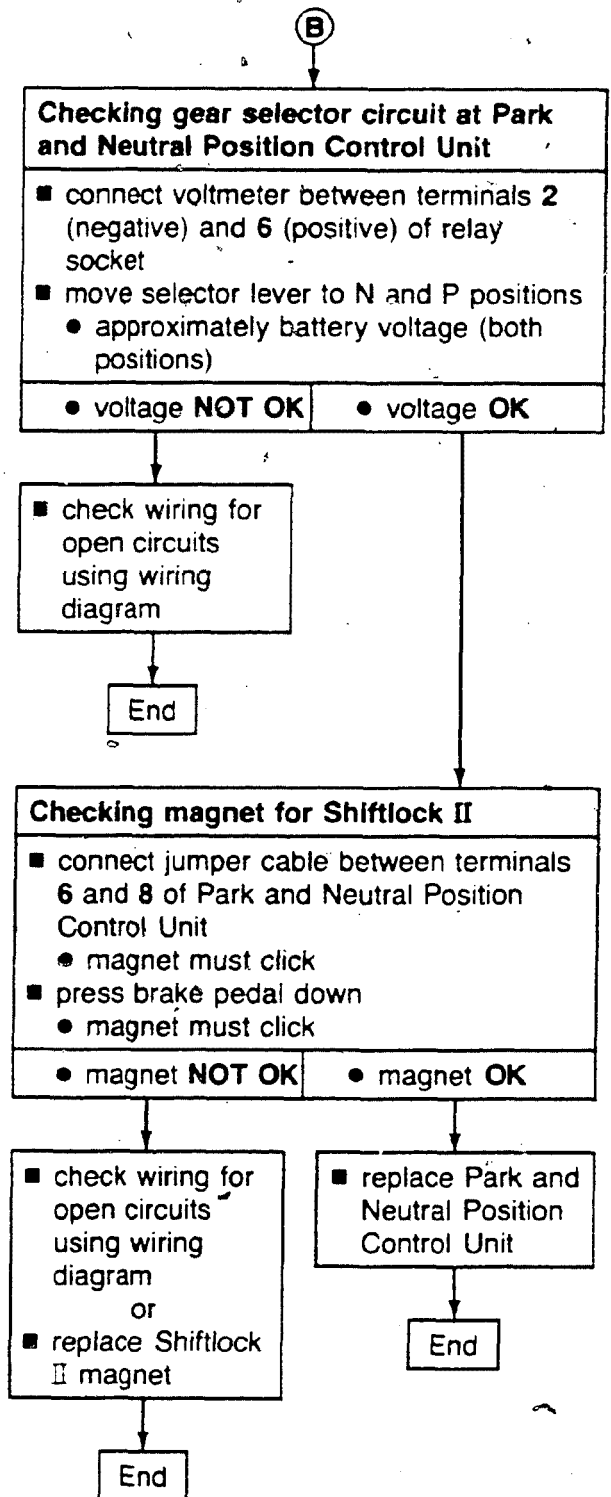 B
Checking gear selector circuit at Park
and Neutral Position Control Unit
■ connect voltmeter between terminals 2
(negative) and 6 (positive) of relay
socket
■ move selector lever to N and P positions
● approximately battery voltage (both
positions)
● voltage NOT OK
● voltage OK
■ check wiring for
open circuits
using wiring
diagram
End
Checking magnet for Shiftlock II
■ connect jumper cable between terminals
6 and 8 of Park and Neutral Position
Control Unit
● magnet must click
■ press brake pedal down
● magnet must click
● magnet NOT OK
● magnet OK
■ check wiring for
open circuits
using wiring
diagram
or
■ replace Shiftlock
II magnet
End
■ replace Park and
Neutral Position
Control Unit
End